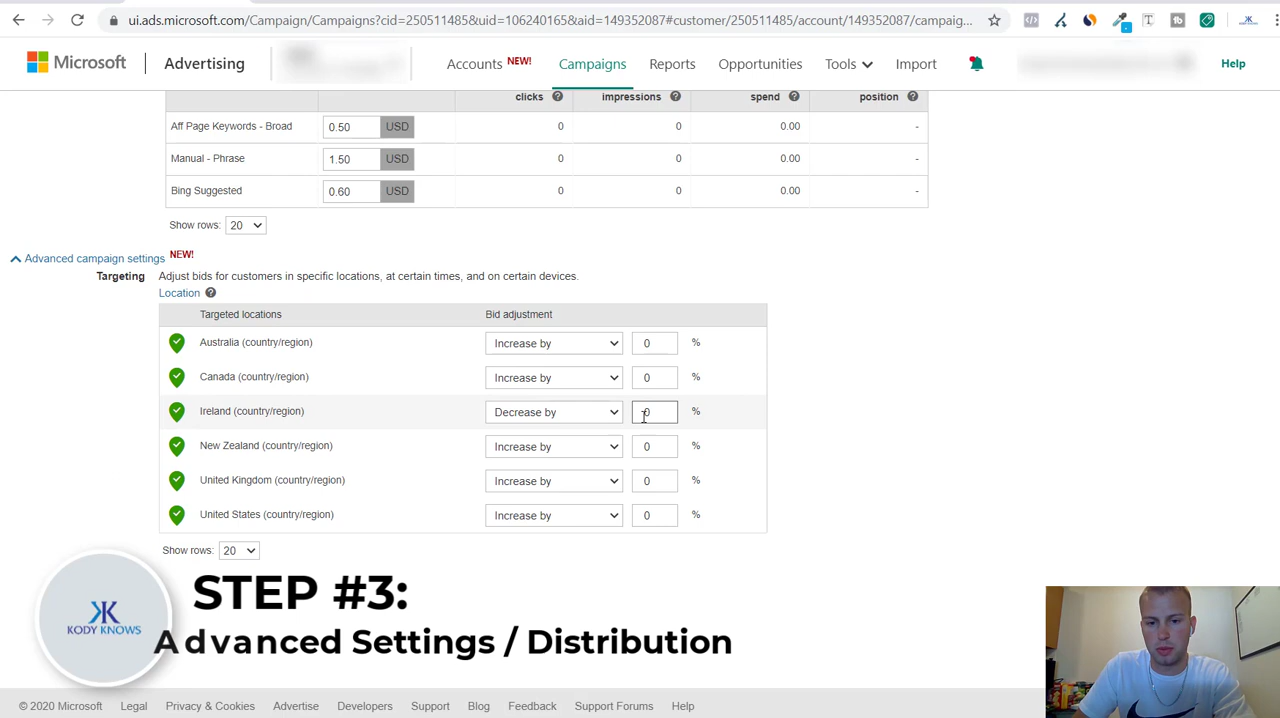 ui.ads.microsoft.com/Campaign/Campaigns?cid=250511485&uid=106240165&aid=149352087#customer/250511485/account/149352087/campaig...
Microsoft Advertising Accounts NEW! Campaigns Reports Opportunities Tools Import Help
clicks impressions spend position
Aff Page Keywords - Broad 0.50 USD 0 0 0.00 -
Manual - Phrase 1.50 USD 0 0 0.00 -
Bing Suggested 0.60 USD 0 0 0.00 -
Show rows: 20
Advanced campaign settings NEW!
Targeting Adjust bids for customers in specific locations, at certain times, and on certain devices.
Location
Targeted locations Bid adjustment
Australia (country/region) Increase by 0 %
Canada (country/region) Increase by 0 %
Ireland (country/region) Decrease by 0 %
New Zealand (country/region) Increase by 0 %
United Kingdom (country/region) Increase by 0 %
United States (country/region) Increase by 0 %
Show rows: 20
STEP #3:
KODY KNOWS
Advanced Settings / Distribution
© 2020 Microsoft Legal Privacy & Cookies Advertise Developers Support Blog Feedback Support Forums Help